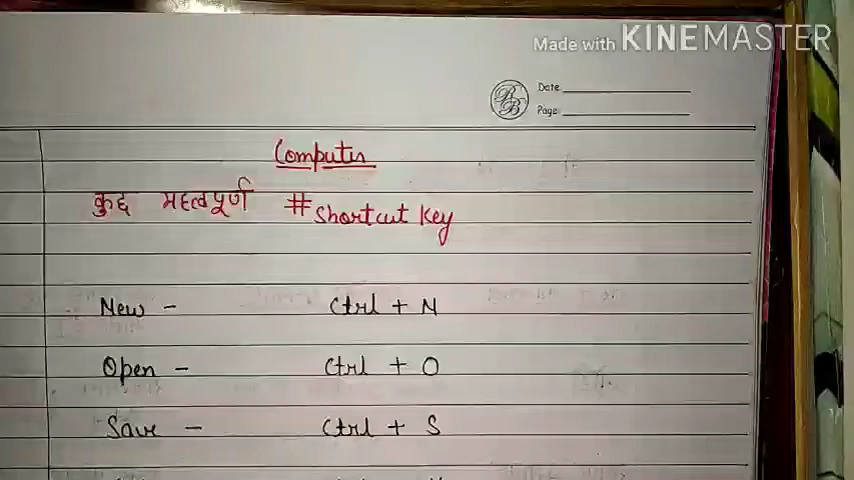 Made with KINEMASTER
Date
Page
Computer
कुछ महत्वपूर्ण # Shortcut Key
New - Ctrl + N
Open - Ctrl + O
Save - Ctrl + S